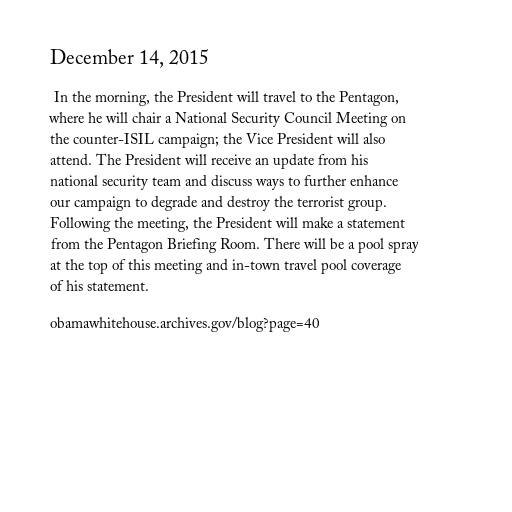 December 14, 2015
In the morning, the President will travel to the Pentagon,
where he will chair a National Security Council Meeting on
the counter-ISIL campaign; the Vice President will also
attend. The President will receive an update from his
national security team and discuss ways to further enhance
our campaign to degrade and destroy the terrorist group.
Following the meeting, the President will make a statement
from the Pentagon Briefing Room. There will be a pool spray
at the top of this meeting and in-town travel pool coverage
of his statement.
obamawhitehouse.archives.gov/blog?page=40